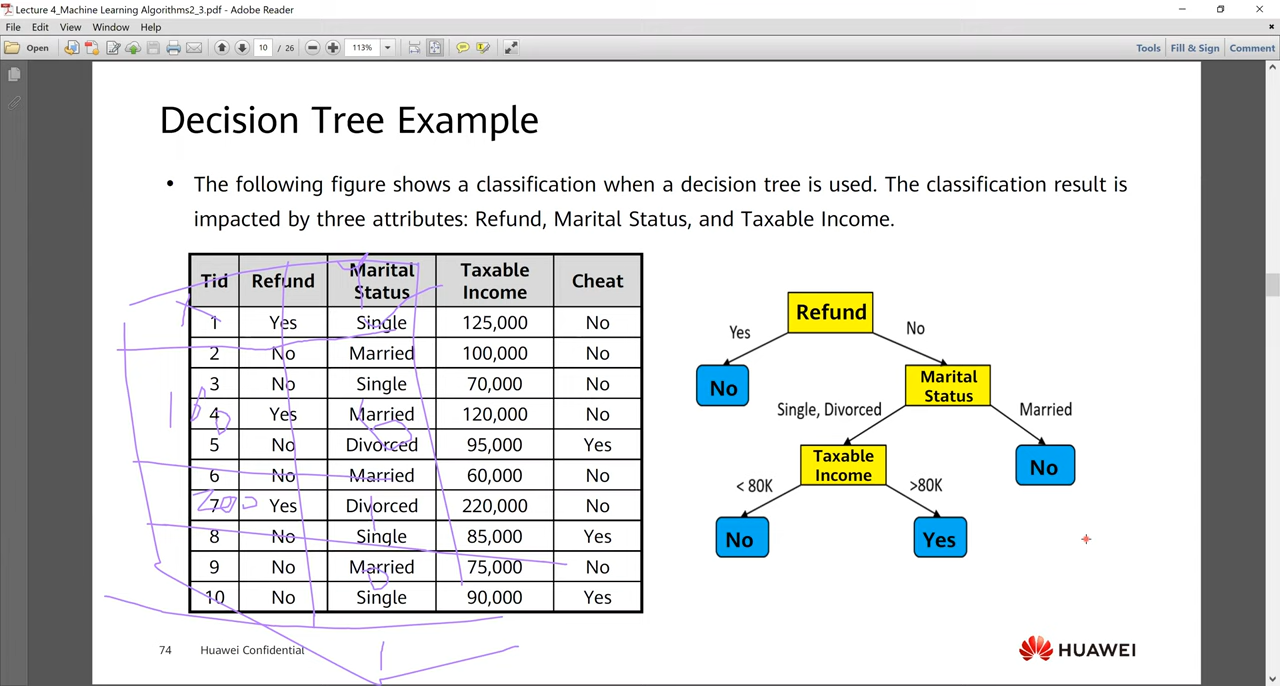 Lecture 4_Machine Learning Algorithms2_3.pdf - Adobe Reader
File Edit View Window Help
Open 10 / 26 113% Tools Fill & Sign Comment
Decision Tree Example
• The following figure shows a classification when a decision tree is used. The classification result is
impacted by three attributes: Refund, Marital Status, and Taxable Income.
Tid Refund Marital Status Taxable Income Cheat
1 Yes Single 125,000 No
2 No Married 100,000 No
3 No Single 70,000 No
4 Yes Married 120,000 No
5 No Divorced 95,000 Yes
6 No Married 60,000 No
7 Yes Divorced 220,000 No
8 No Single 85,000 Yes
9 No Married 75,000 No
10 No Single 90,000 Yes
Refund
Yes No
No
Marital
Status
Single, Divorced Married
Taxable
Income
No
< 80K >80K
No Yes
74 Huawei Confidential
HUAWEI